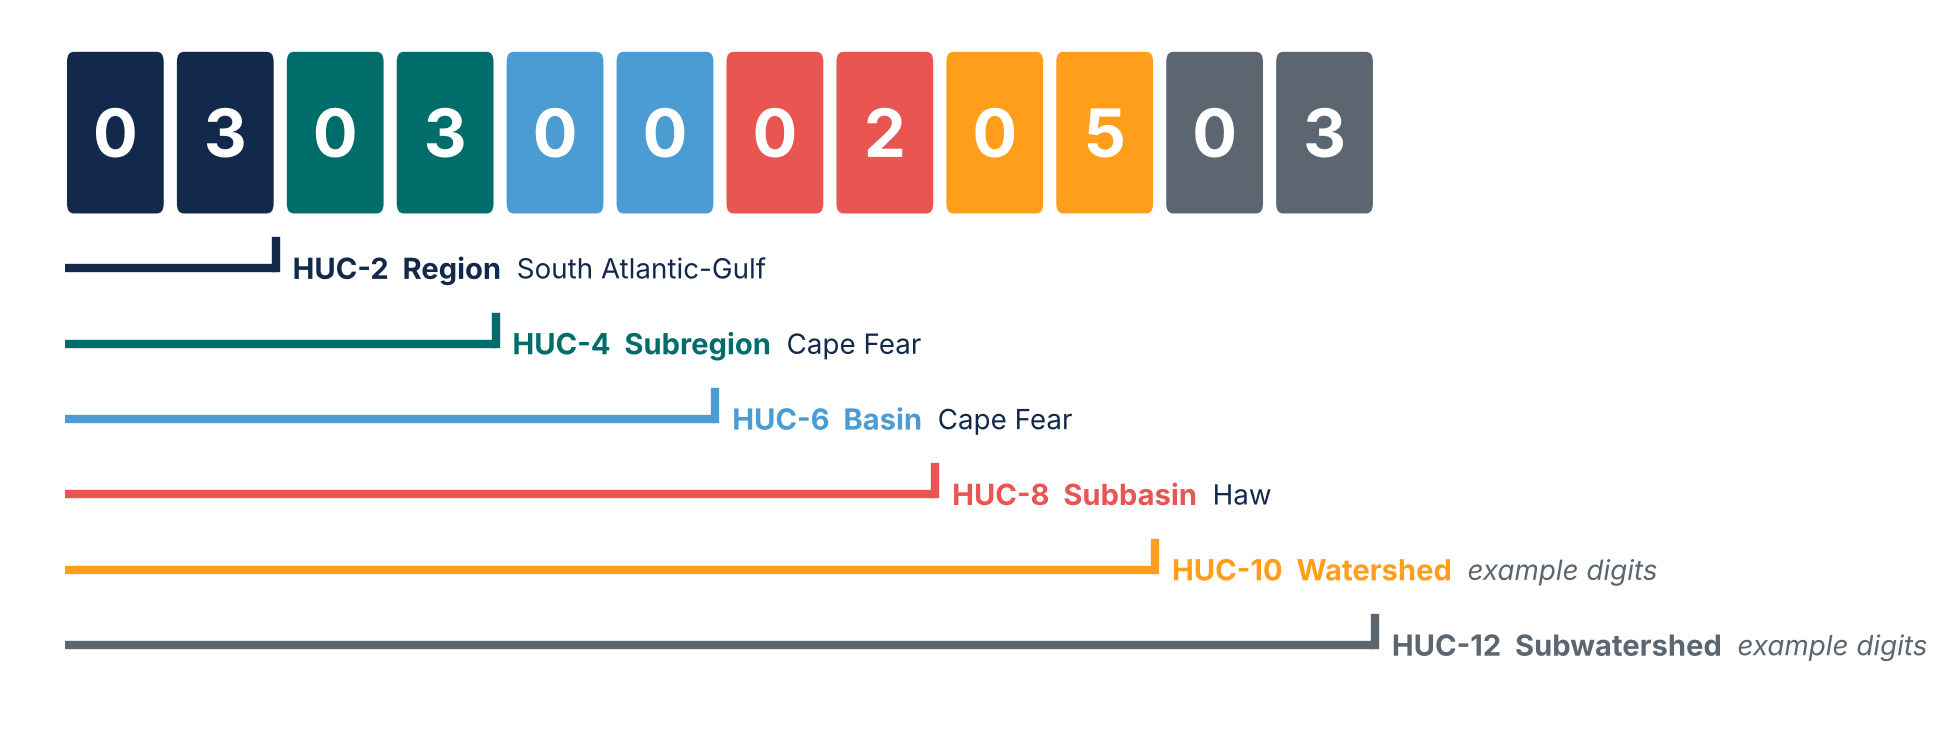 0 3 0 3 0 0 0 2 0 5 0 3
HUC-2 Region South Atlantic-Gulf
HUC-4 Subregion Cape Fear
HUC-6 Basin Cape Fear
HUC-8 Subbasin Haw
HUC-10 Watershed example digits
HUC-12 Subwatershed example digits